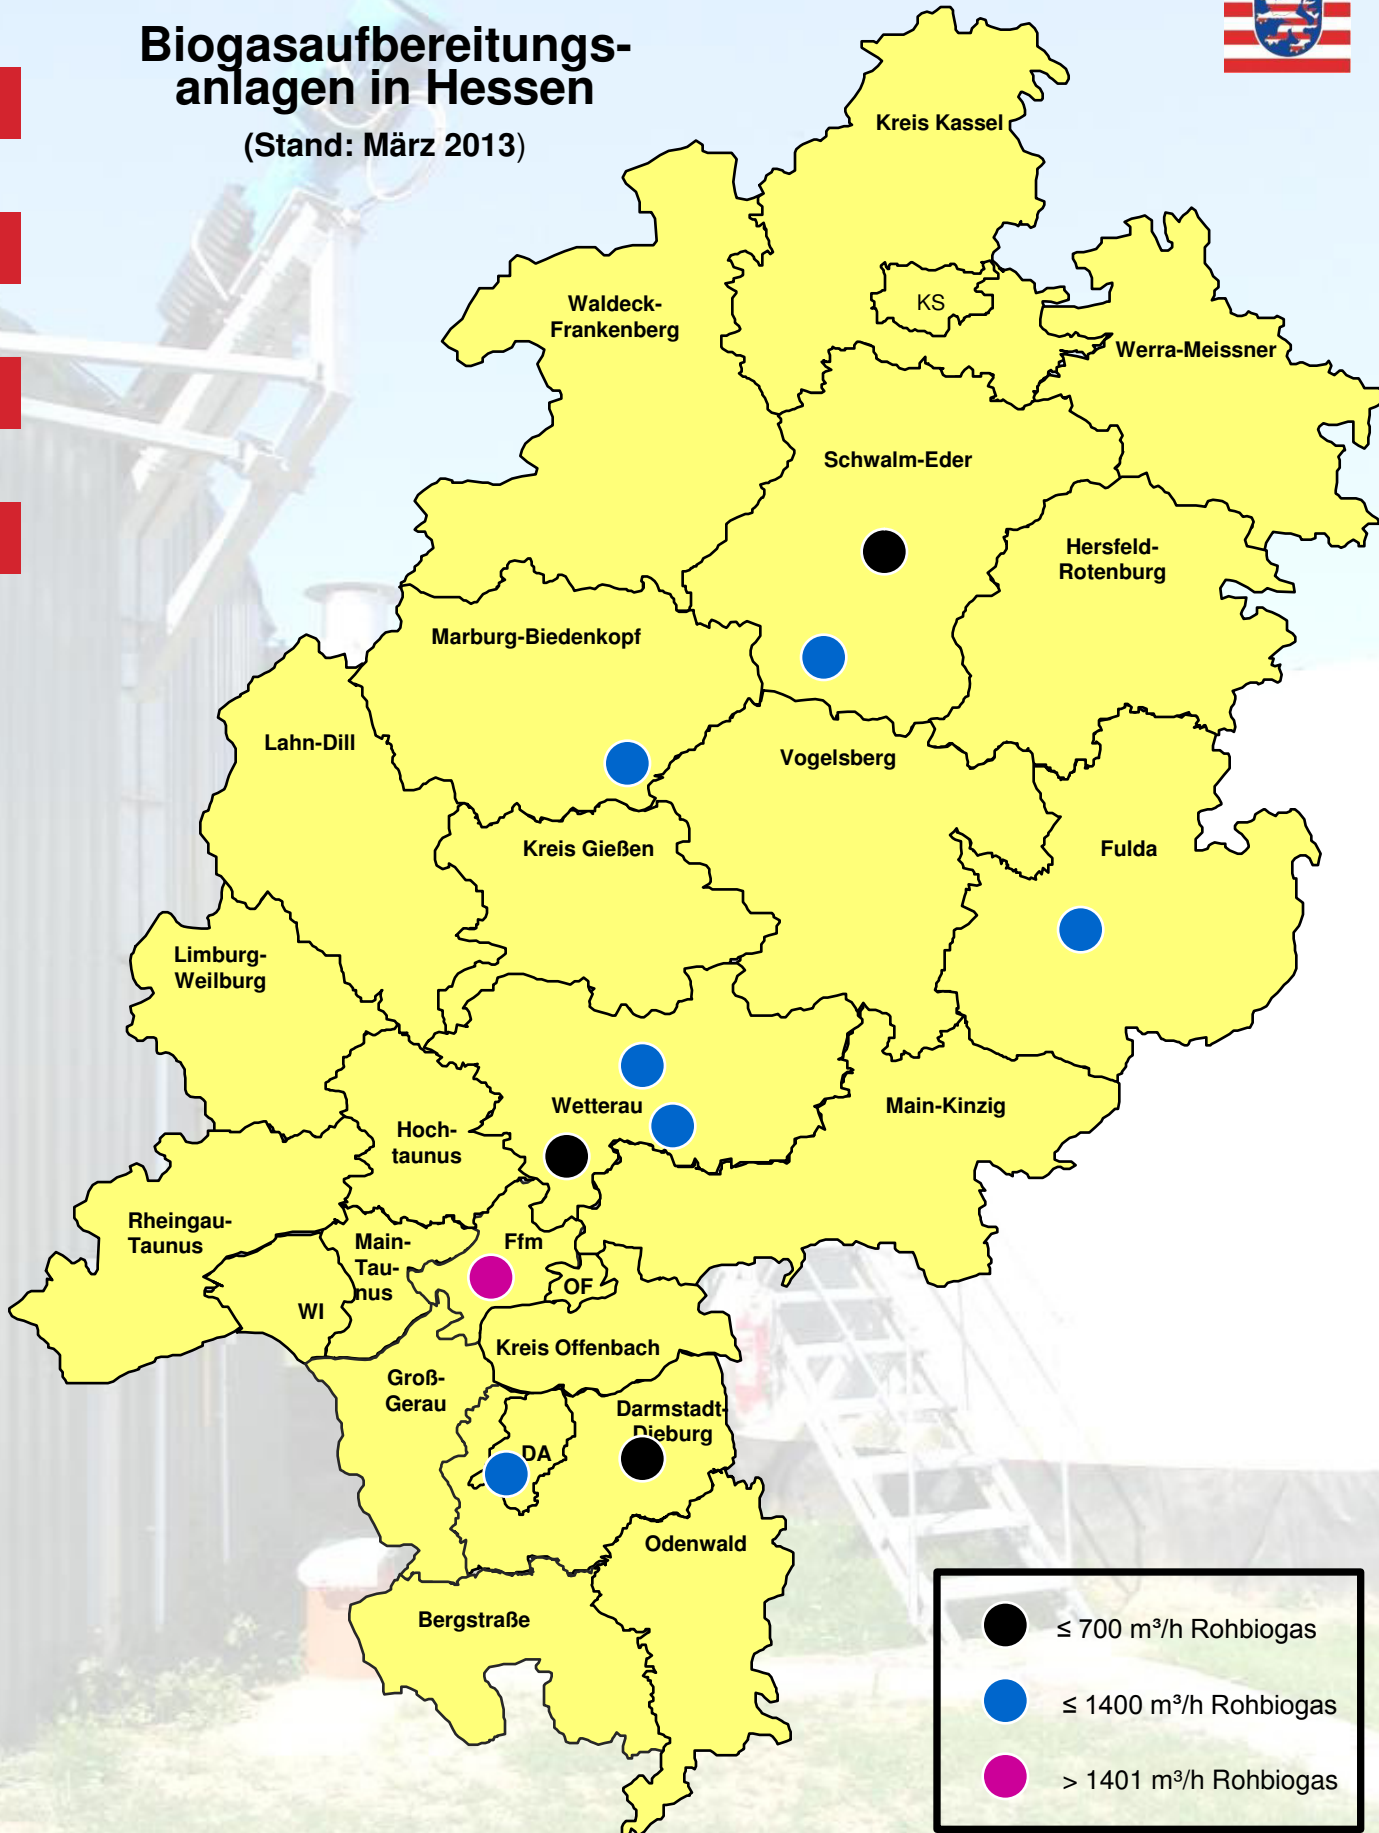 Biogasaufbereitungs-
anlagen in Hessen
(Stand: März 2013)
Kreis Kassel
KS
Waldeck-
Frankenberg
Werra-Meissner
Schwalm-Eder
Hersfeld-
Rotenburg
Marburg-Biedenkopf
Lahn-Dill
Vogelsberg
Kreis Gießen
Fulda
Limburg-
Weilburg
Wetterau
Main-Kinzig
Hoch-
taunus
Rheingau-
Taunus
Main-
Tau-
nus
Ffm
OF
WI
Kreis Offenbach
Groß-
Gerau
Darmstadt-
Dieburg
DA
Odenwald
Bergstraße
≤ 700 m³/h Rohbiogas
≤ 1400 m³/h Rohbiogas
> 1401 m³/h Rohbiogas